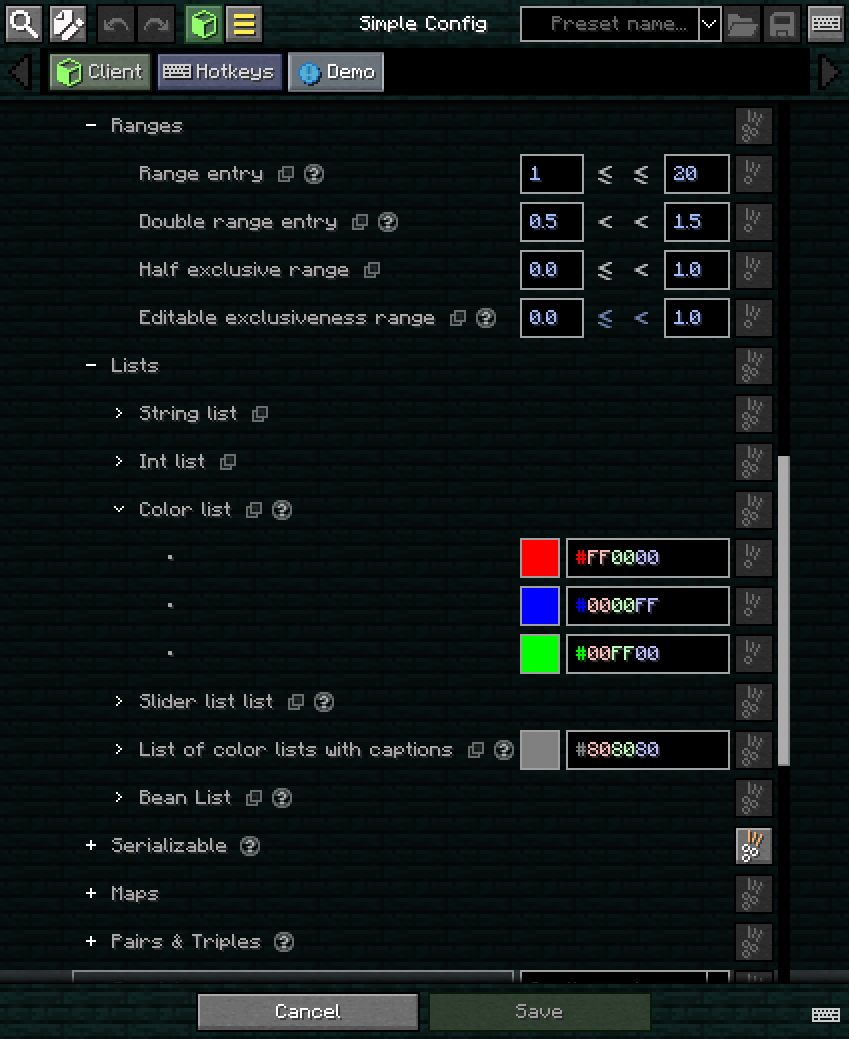 Simple Config Preset name...
Client Hotkeys Demo
− Ranges
Range entry 1 ≤ ≤ 20
Double range entry 0.5 < < 1.5
Half exclusive range 0.0 ≤ < 1.0
Editable exclusiveness range 0.0 ≤ < 1.0
− Lists
String list
Int list
Color list
#FF0000
#0000FF
#00FF00
Slider list list
List of color lists with captions #808080
Bean List
+ Serializable
+ Maps
+ Pairs & Triples
Cancel Save